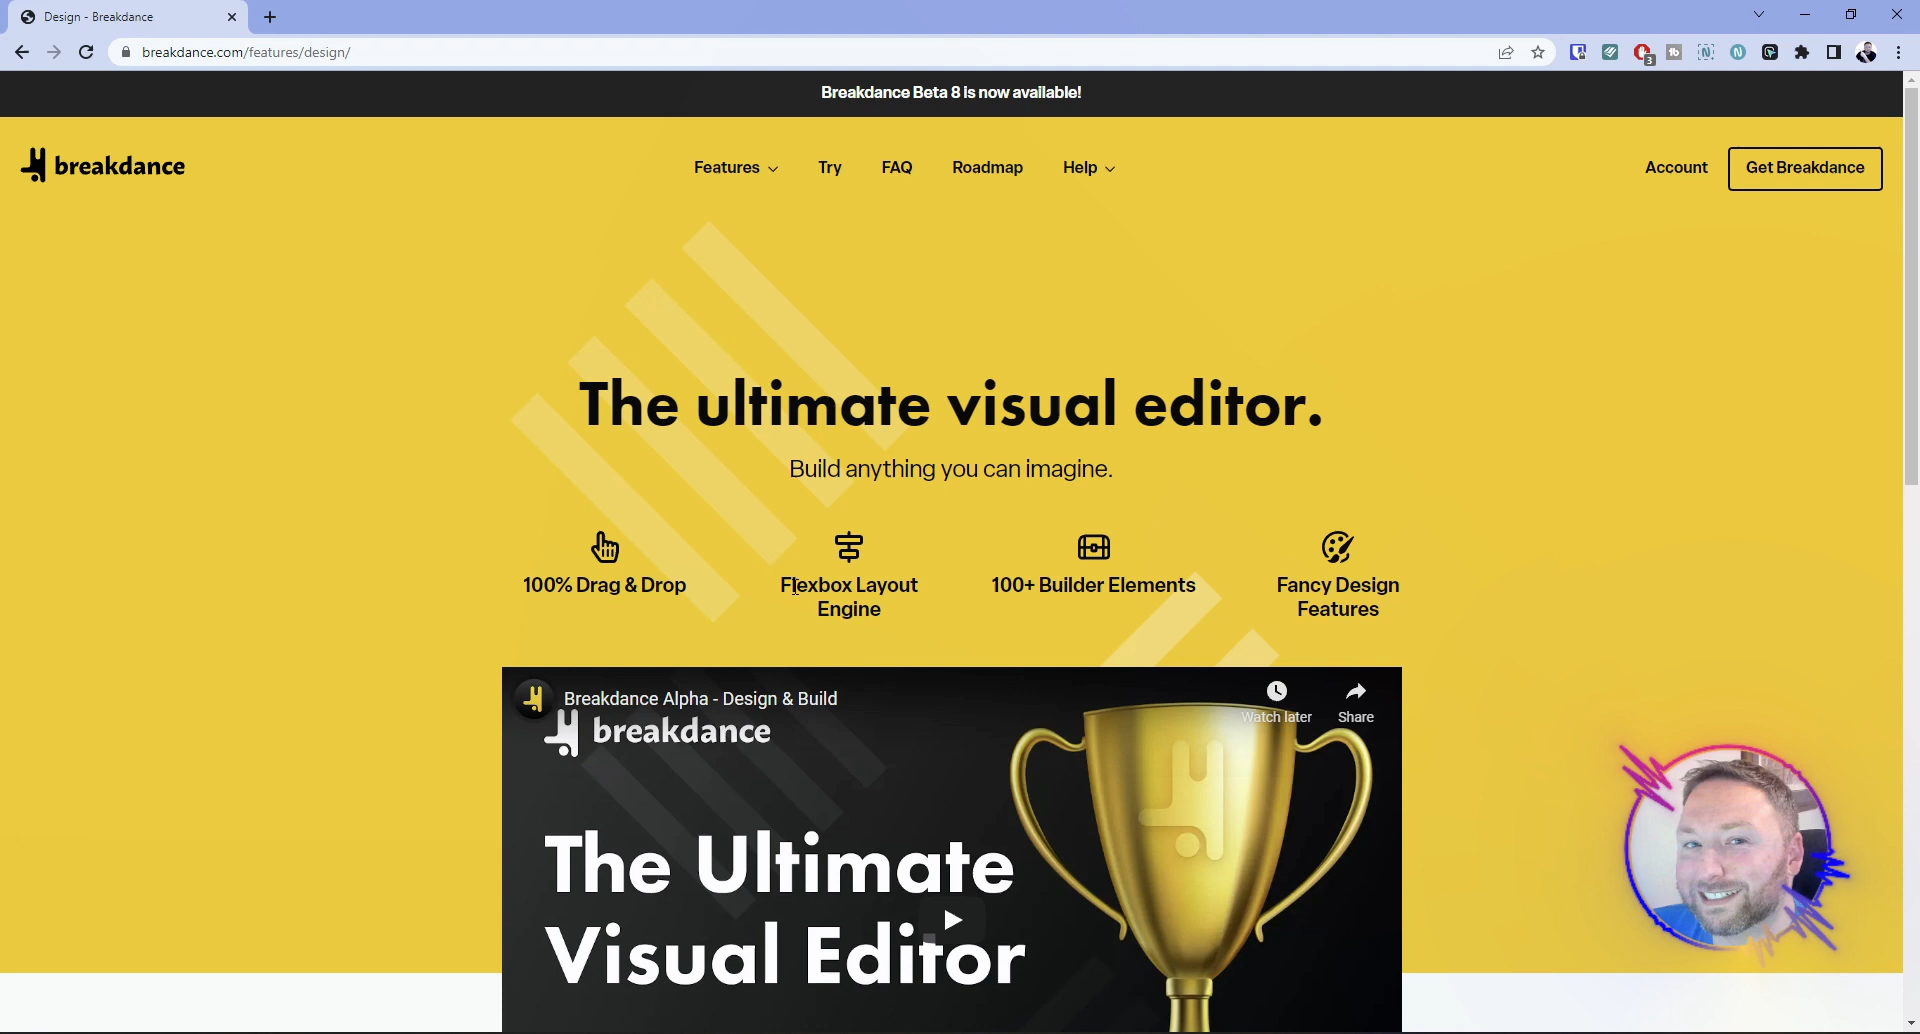 Design - Breakdance
breakdance.com/features/design/
3
tb
N
N
Breakdance Beta 8 is now available!
breakdance
Features
Try
FAQ
Roadmap
Help
Account
Get Breakdance
The ultimate visual editor.
Build anything you can imagine.
100% Drag & Drop
Flexbox Layout
Engine
100+ Builder Elements
Fancy Design
Features
Breakdance Alpha - Design & Build
Watch later
Share
breakdance
The Ultimate
Visual Editor